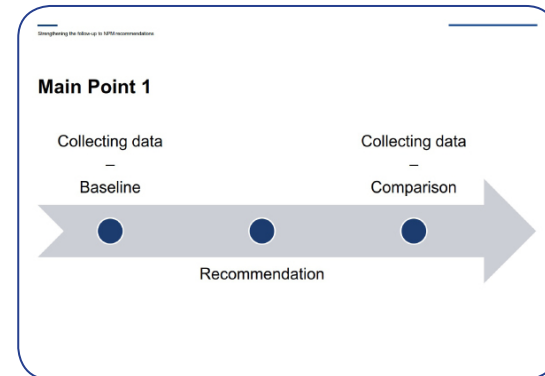 Strengthening the follow-up to NPM recommendations
Main Point 1
Collecting data
–
Baseline
Collecting data
–
Comparison
Recommendation